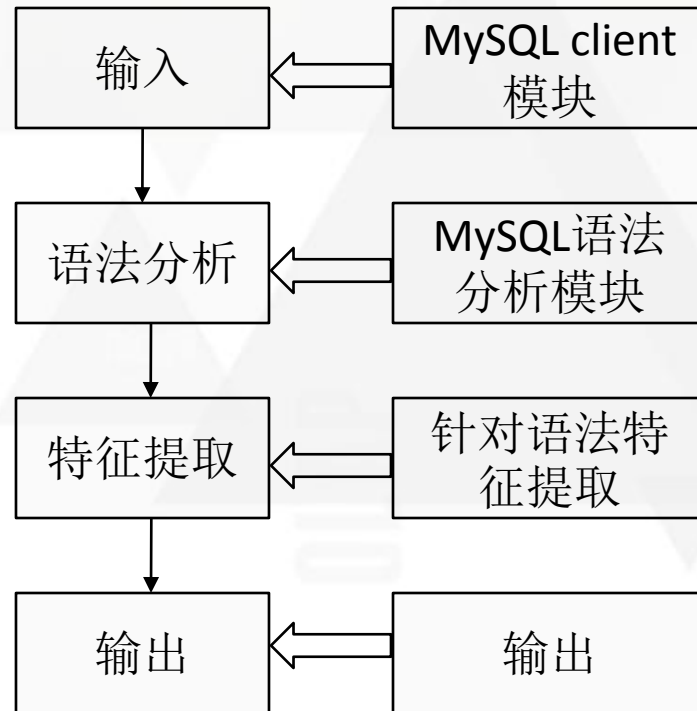 输入
MySQL client
模块
语法分析
MySQL语法
分析模块
特征提取
针对语法特
征提取
输出
输出